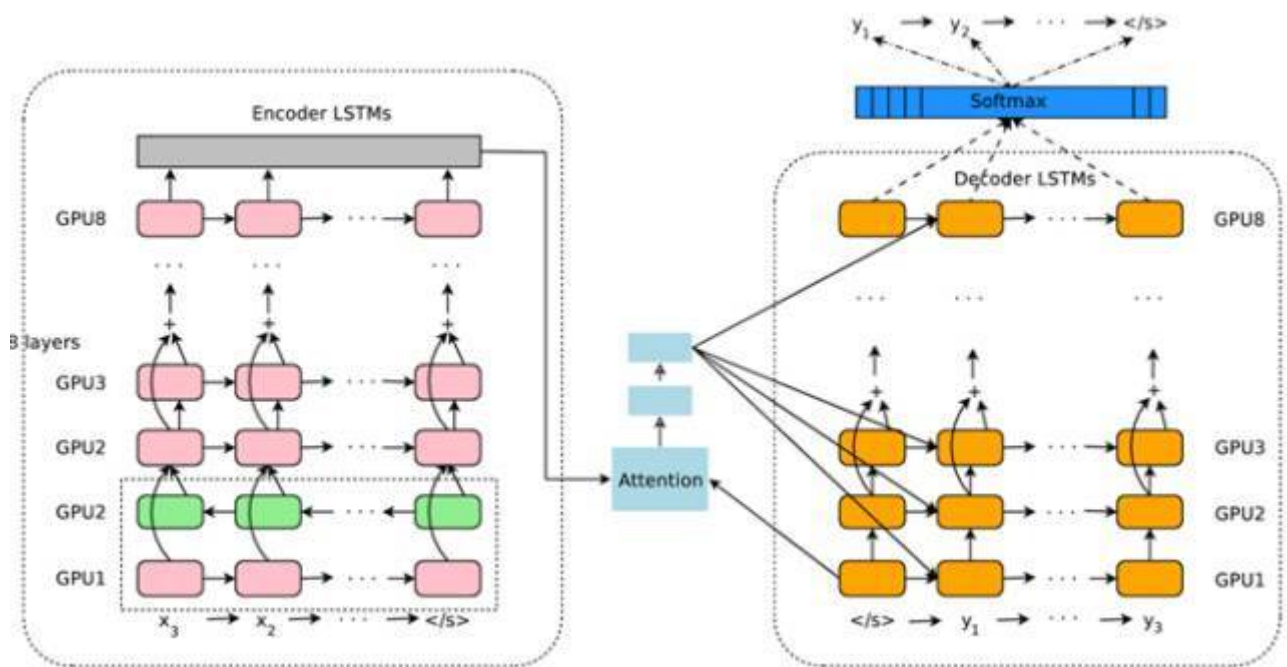 y1 y2 ··· </s>
Softmax
Encoder LSTMs
Decoder LSTMs
GPU8
GPU8
layers
GPU3
GPU2
GPU2
GPU1
Attention
GPU3
GPU2
GPU1
x3 x2 ··· </s>
</s> y1 ··· y3